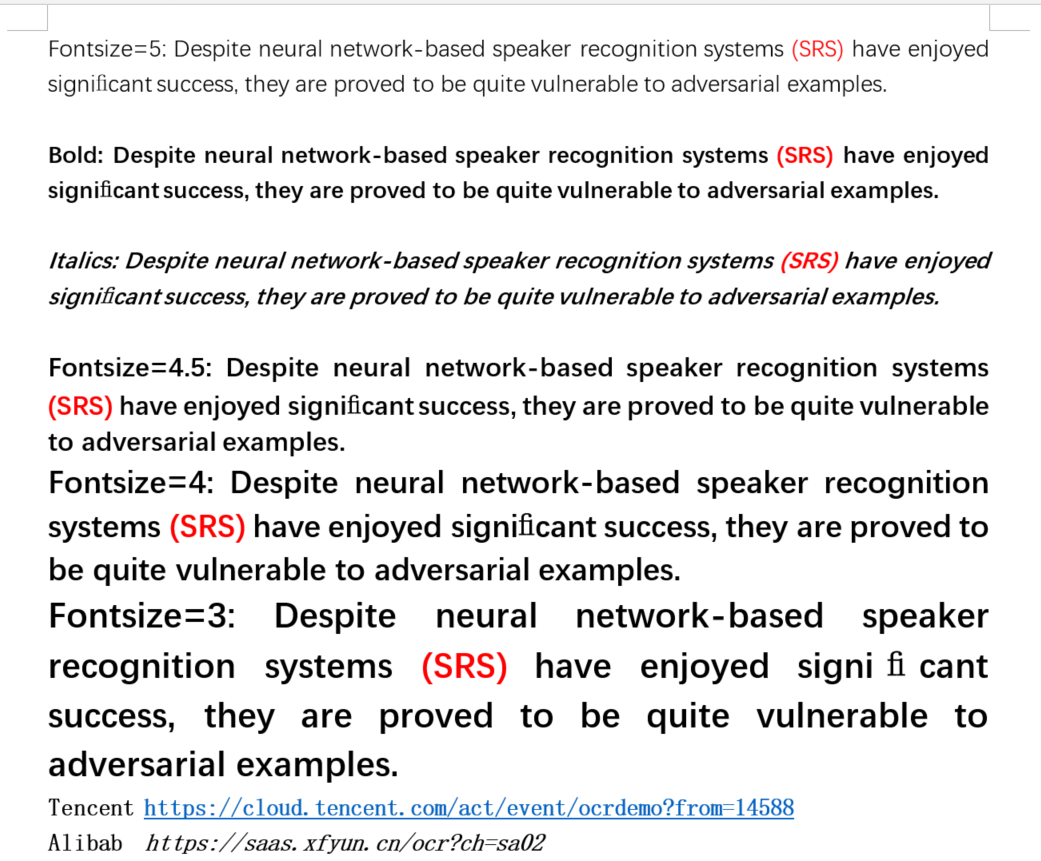 Fontsize=5: Despite neural network-based speaker recognition systems (SRS) have enjoyed
significant success, they are proved to be quite vulnerable to adversarial examples.
Bold: Despite neural network-based speaker recognition systems (SRS) have enjoyed
significant success, they are proved to be quite vulnerable to adversarial examples.
Italics: Despite neural network-based speaker recognition systems (SRS) have enjoyed
significant success, they are proved to be quite vulnerable to adversarial examples.
Fontsize=4.5: Despite neural network-based speaker recognition systems
(SRS) have enjoyed significant success, they are proved to be quite vulnerable
to adversarial examples.
Fontsize=4: Despite neural network-based speaker recognition
systems (SRS) have enjoyed significant success, they are proved to
be quite vulnerable to adversarial examples.
Fontsize=3: Despite neural network-based speaker
recognition systems (SRS) have enjoyed signi fi cant
success, they are proved to be quite vulnerable to
adversarial examples.
Tencent https://cloud.tencent.com/act/event/ocrdemo?from=14588
Alibab https://saas.xfyun.cn/ocr?ch=sa02